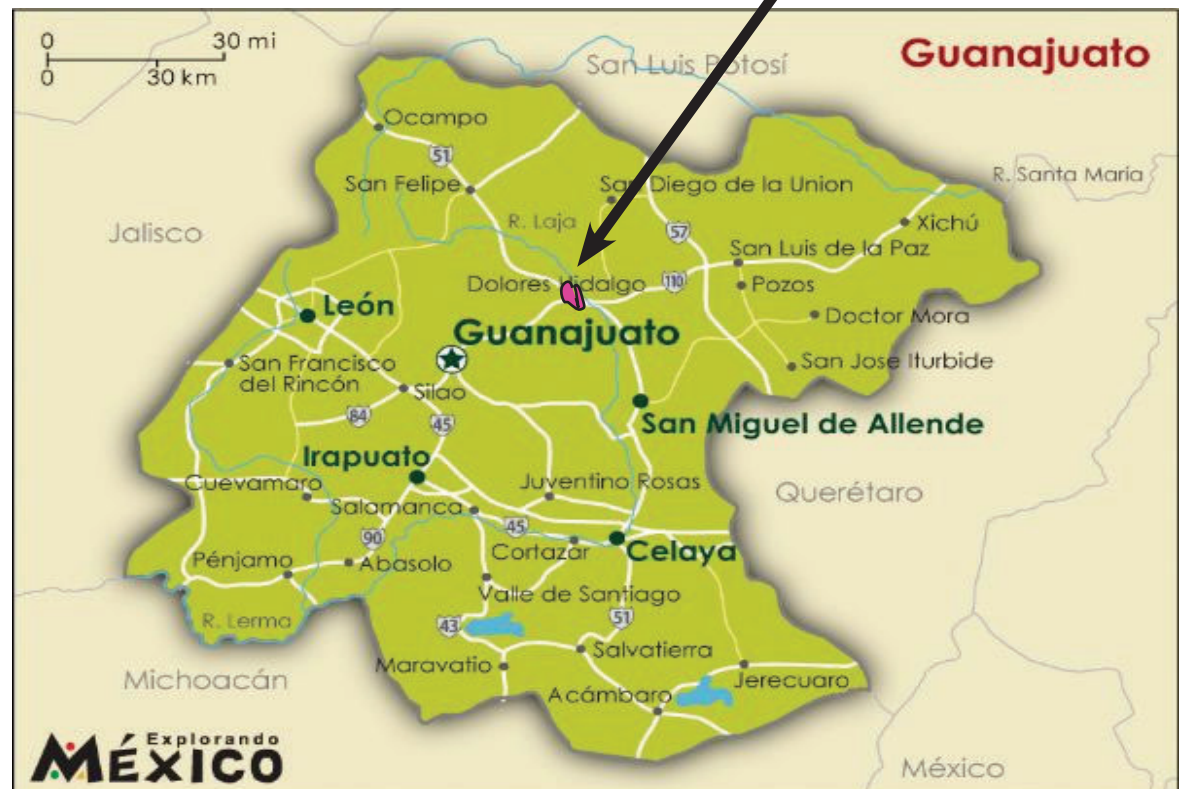 0 30 mi
0 30 km
Guanajuato
San Luis Potosí
Ocampo
51
San Felipe
San Diego de la Union
R. Santa Maria
R. Laja
57
Xichú
Jalisco
San Luis de la Paz
Dolores Hidalgo
110
Pozos
León
Doctor Mora
Guanajuato
San Francisco
del Rincón
San Jose Iturbide
Silao
84
45
San Miguel de Allende
Irapuato
Cuevamaro
Juventino Rosas
Querétaro
Salamanca
45
90
Cortazar
Celaya
Pénjamo
Abasolo
Valle de Santiago
R. Lerma
43
51
Maravatio
Salvatierra
Michoacán
Acámbaro
Jerecuaro
Explorando
MÉXICO
México